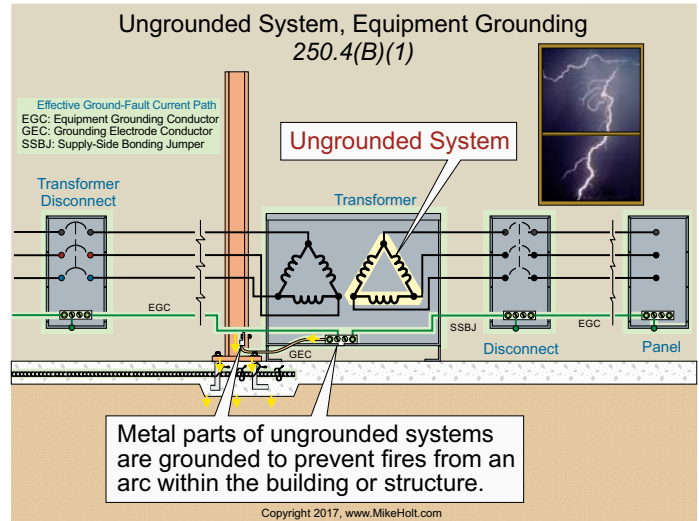 Ungrounded System, Equipment Grounding
250.4(B)(1)
Effective Ground-Fault Current Path
EGC: Equipment Grounding Conductor
GEC: Grounding Electrode Conductor
SSBJ: Supply-Side Bonding Jumper
Ungrounded System
Transformer
Disconnect
Transformer
EGC
GEC
SSBJ
EGC
Disconnect
Panel
Metal parts of ungrounded systems
are grounded to prevent fires from an
arc within the building or structure.
Copyright 2017, www.MikeHolt.com